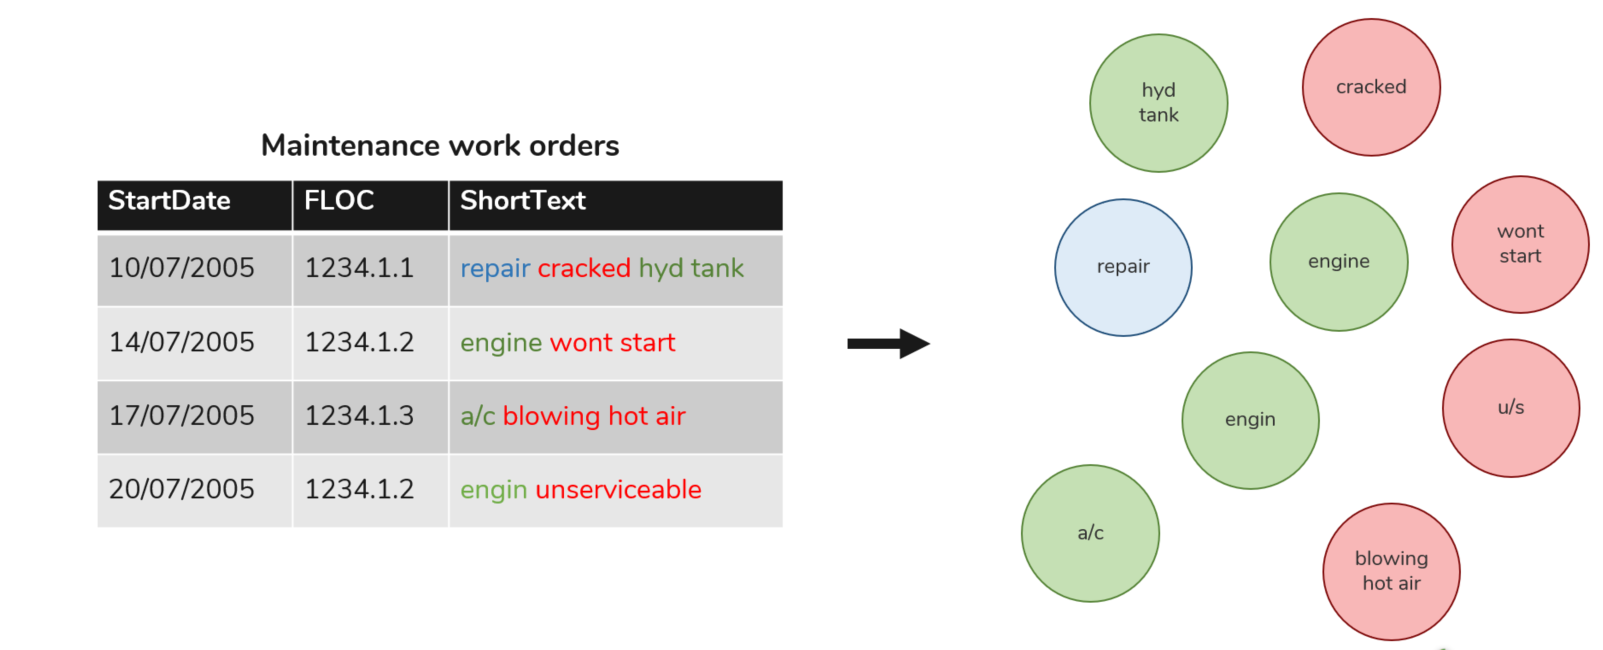 Maintenance work orders
StartDate FLOC ShortText
10/07/2005 1234.1.1 repair cracked hyd tank
14/07/2005 1234.1.2 engine wont start
17/07/2005 1234.1.3 a/c blowing hot air
20/07/2005 1234.1.2 engin unserviceable
hyd
tank
cracked
repair
engine
wont
start
engin
u/s
a/c
blowing
hot air